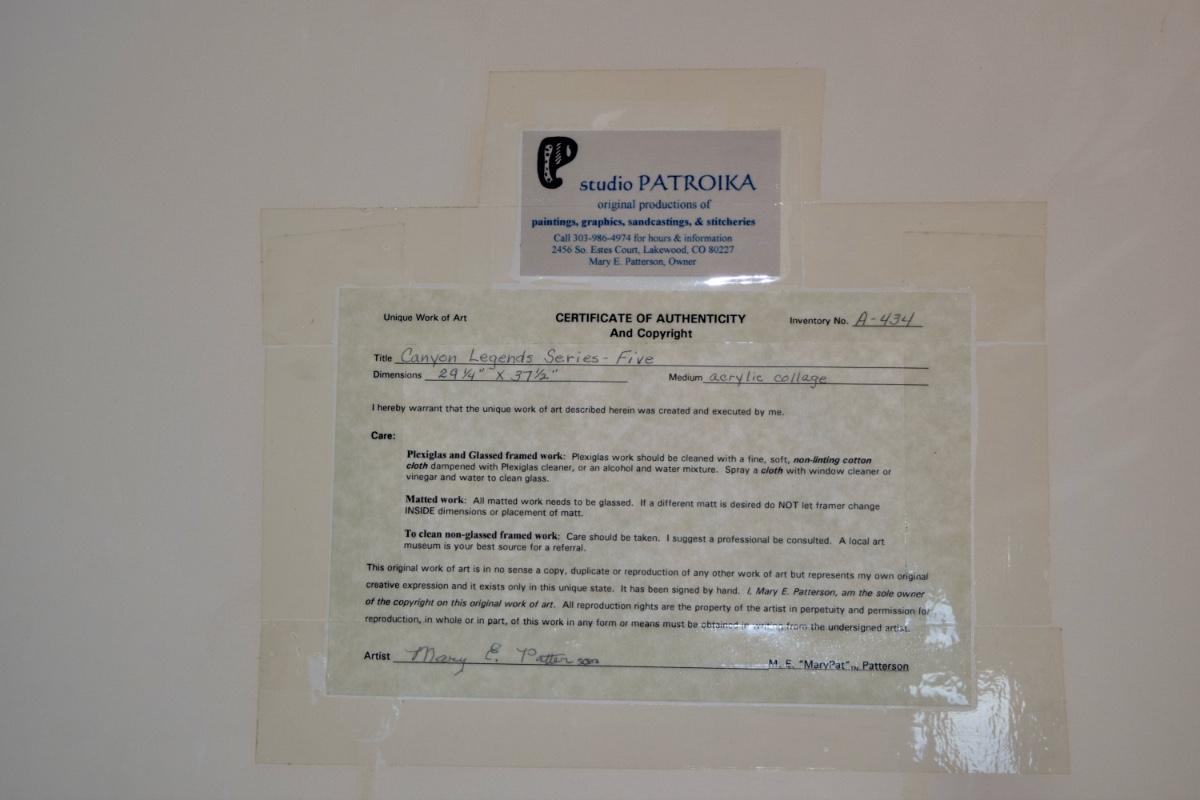 studio PATROIKA
original productions of
paintings, graphics, sandcastings, & stitcheries
Call 303-986-4974 for hours & information
2456 So. Estes Court, Lakewood, CO 80227
Mary E. Patterson, Owner
Unique Work of Art
CERTIFICATE OF AUTHENTICITY
And Copyright
Inventory No. A-434
Title Canyon Legends Series - Five
Dimensions 29 1/4" X 37 1/2" Medium acrylic collage
I hereby warrant that the unique work of art described herein was created and executed by me.
Care:
Plexiglas and Glassed framed work: Plexiglas work should be cleaned with a fine, soft, non-linting cotton
cloth dampened with Plexiglas cleaner, or an alcohol and water mixture. Spray a cloth with window cleaner or
vinegar and water to clean glass.
Matted work: All matted work needs to be glassed. If a different matt is desired do NOT let framer change
INSIDE dimensions or placement of matt.
To clean non-glassed framed work: Care should be taken. I suggest a professional be consulted. A local art
museum is your best source for a referral.
This original work of art is in no sense a copy, duplicate or reproduction of any other work of art but represents my own original
creative expression and it exists only in this unique state. It has been signed by hand. I, Mary E. Patterson, am the sole owner
of the copyright on this original work of art. All reproduction rights are the property of the artist in perpetuity and permission for
reproduction, in whole or in part, of this work in any form or means must be obtained in writing from the undersigned artist.
Artist Mary E. Patterson M. E. "MaryPat" Patterson